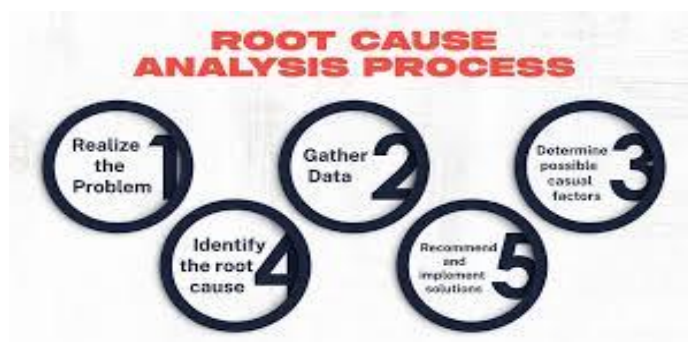 ROOT CAUSE
ANALYSIS PROCESS
Realize
the
Problem
1
Gather
Data
2
Determine
possible
casual
factors
3
Identify
the root
cause
4
Recommend
and
implement
solutions
5